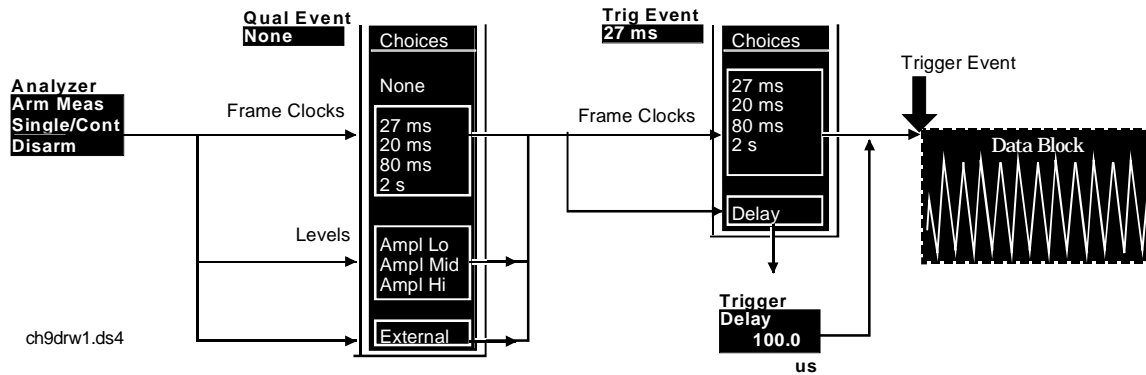 Qual Event
None
Trig Event
27 ms
Choices
Choices
Trigger Event
None
Analyzer
Arm Meas
Single/Cont
Disarm
Frame Clocks
27 ms
20 ms
80 ms
2 s
Frame Clocks
27 ms
20 ms
80 ms
2 s
Data Block
Delay
Levels
Ampl Lo
Ampl Mid
Ampl Hi
Trigger
Delay
100.0
us
External
ch9drw1.ds4